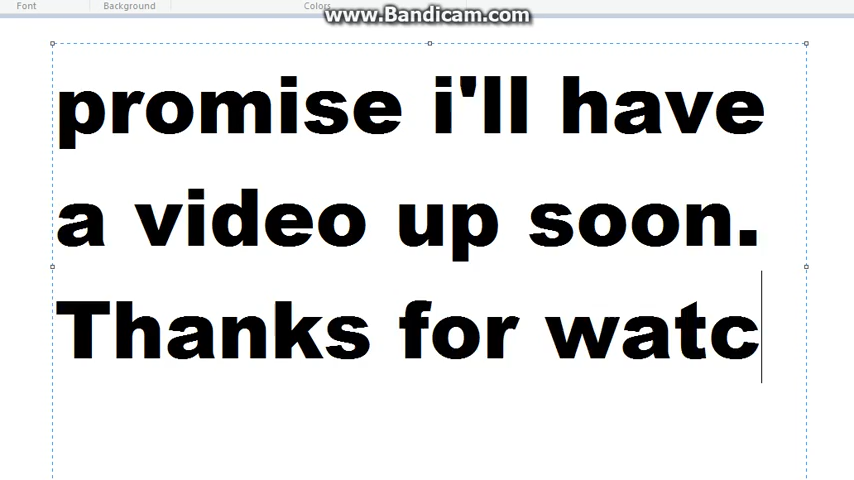 Font Background Colors
www.Bandicam.com
promise i'll have
a video up soon.
Thanks for watc